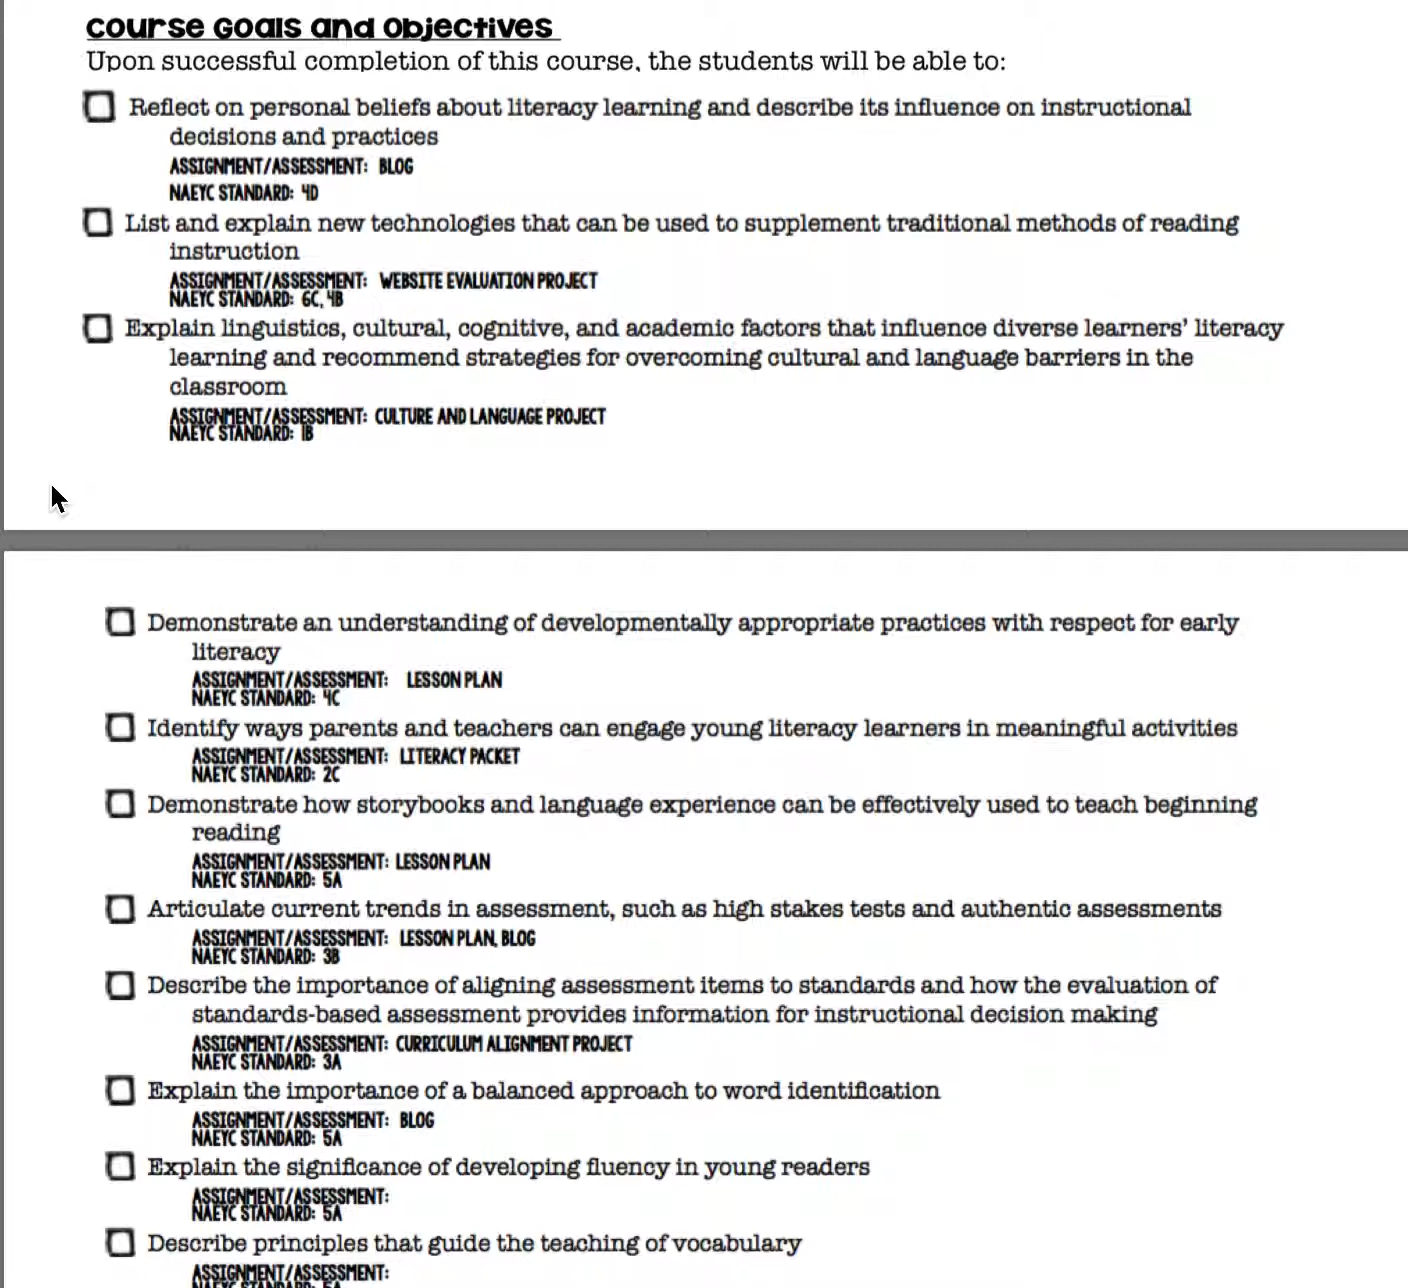 Course Goals and Objectives
Upon successful completion of this course, the students will be able to:
Reflect on personal beliefs about literacy learning and describe its influence on instructional
decisions and practices
ASSIGNMENT/ASSESSMENT: BLOG
NAEYC STANDARD: 4D
List and explain new technologies that can be used to supplement traditional methods of reading
instruction
ASSIGNMENT/ASSESSMENT: WEBSITE EVALUATION PROJECT
NAEYC STANDARD: 6C, 4B
Explain linguistics, cultural, cognitive, and academic factors that influence diverse learners' literacy
learning and recommend strategies for overcoming cultural and language barriers in the
classroom
ASSIGNMENT/ASSESSMENT: CULTURE AND LANGUAGE PROJECT
NAEYC STANDARD: 1B
Demonstrate an understanding of developmentally appropriate practices with respect for early
literacy
ASSIGNMENT/ASSESSMENT: LESSON PLAN
NAEYC STANDARD: 4C
Identify ways parents and teachers can engage young literacy learners in meaningful activities
ASSIGNMENT/ASSESSMENT: LITERACY PACKET
NAEYC STANDARD: 2C
Demonstrate how storybooks and language experience can be effectively used to teach beginning
reading
ASSIGNMENT/ASSESSMENT: LESSON PLAN
NAEYC STANDARD: 5A
Articulate current trends in assessment, such as high stakes tests and authentic assessments
ASSIGNMENT/ASSESSMENT: LESSON PLAN, BLOG
NAEYC STANDARD: 3B
Describe the importance of aligning assessment items to standards and how the evaluation of
standards-based assessment provides information for instructional decision making
ASSIGNMENT/ASSESSMENT: CURRICULUM ALIGNMENT PROJECT
NAEYC STANDARD: 3A
Explain the importance of a balanced approach to word identification
ASSIGNMENT/ASSESSMENT: BLOG
NAEYC STANDARD: 5A
Explain the significance of developing fluency in young readers
ASSIGNMENT/ASSESSMENT:
NAEYC STANDARD: 5A
Describe principles that guide the teaching of vocabulary
ASSIGNMENT/ASSESSMENT: